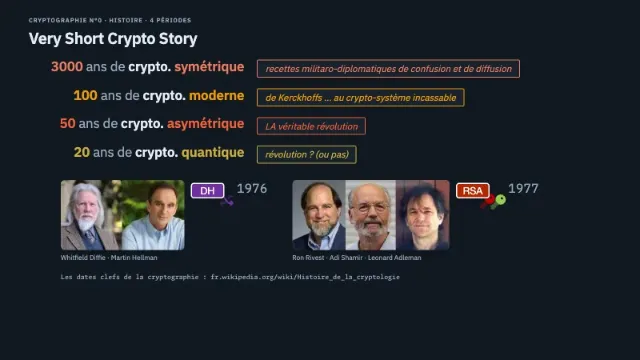 CRYPTOGRAPHIE N°0 · HISTOIRE · 4 PÉRIODES
Very Short Crypto Story
3000 ans de crypto. symétrique recettes militaro-diplomatiques de confusion et de diffusion
100 ans de crypto. moderne de Kerckhoffs ... au crypto-système incassable
50 ans de crypto. asymétrique LA véritable révolution
20 ans de crypto. quantique révolution ? (ou pas)
DH 1976 RSA 1977
Whitfield Diffie · Martin Hellman Ron Rivest · Adi Shamir · Leonard Adleman
Les dates clefs de la cryptographie : fr.wikipedia.org/wiki/Histoire_de_la_cryptologie